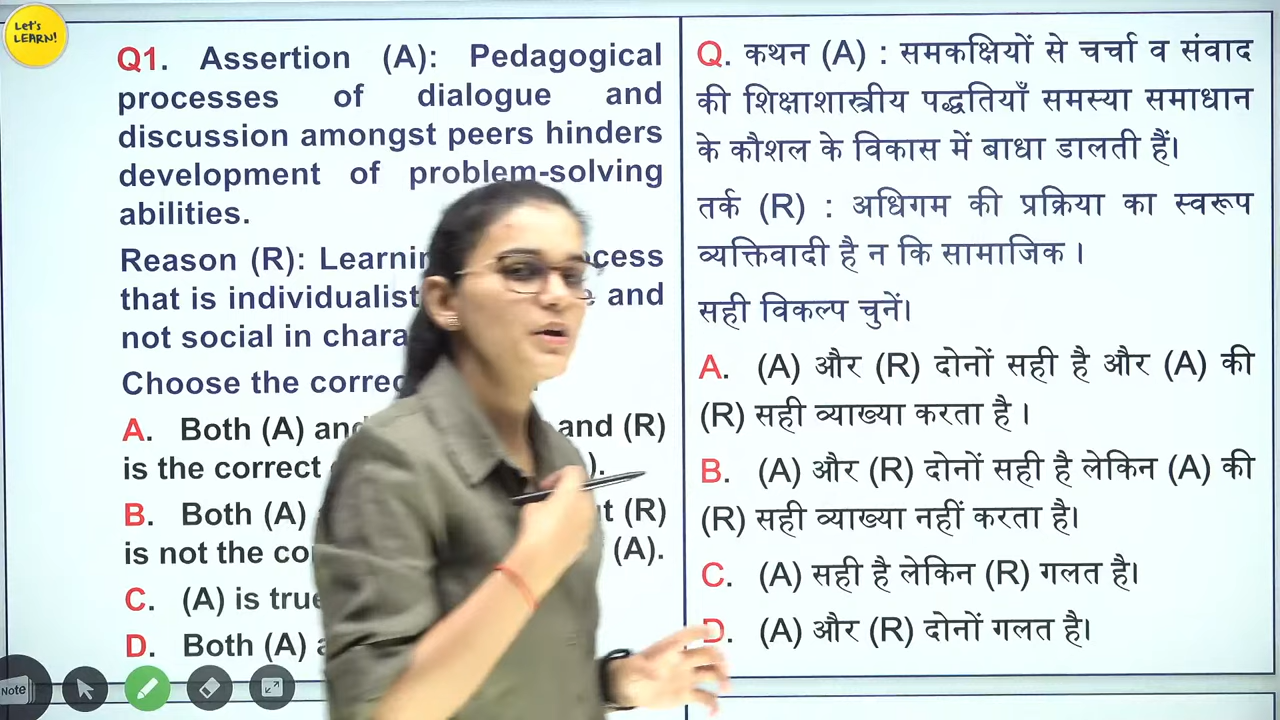 Let's
LEARN!
Q1. Assertion (A): Pedagogical
processes of dialogue and
discussion amongst peers hinders
development of problem-solving
abilities.
Reason (R): cess
that is individualist and
not social in chara
Choose the correc
A. Both (A) an and (R)
is the correct ).
B. Both (A) t (R)
is not the co (A).
C. (A) is true
D. Both (A) a
Q. कथन (A) : समकक्षियों से चर्चा व संवाद
की शिक्षाशास्त्रीय पद्धतियाँ समस्या समाधान
के कौशल के विकास में बाधा डालती हैं।
तर्क (R) : अधिगम की प्रक्रिया का स्वरूप
व्यक्तिवादी है न कि सामाजिक ।
सही विकल्प चुनें।
A. (A) और (R) दोनों सही है और (A) की
(R) सही व्याख्या करता है ।
B. (A) और (R) दोनों सही है लेकिन (A) की
(R) सही व्याख्या नहीं करता है।
C. (A) सही है लेकिन (R) गलत है।
D. (A) और (R) दोनों गलत है।
Note